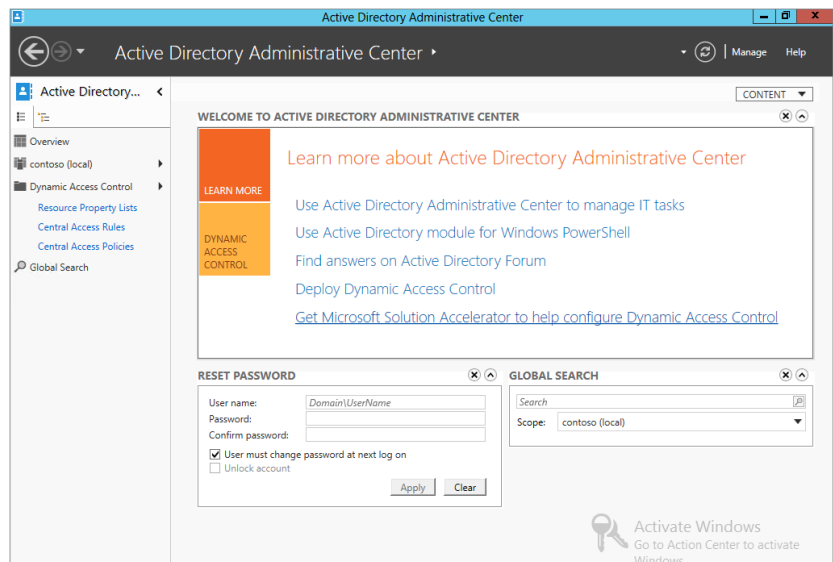 Active Directory Administrative Center
Active Directory Administrative Center
Manage
Help
Active Directory...
CONTENT
Overview
contoso (local)
Dynamic Access Control
Resource Property Lists
Central Access Rules
Central Access Policies
Global Search
WELCOME TO ACTIVE DIRECTORY ADMINISTRATIVE CENTER
LEARN MORE
DYNAMIC
ACCESS
CONTROL
Learn more about Active Directory Administrative Center
Use Active Directory Administrative Center to manage IT tasks
Use Active Directory module for Windows PowerShell
Find answers on Active Directory Forum
Deploy Dynamic Access Control
Get Microsoft Solution Accelerator to help configure Dynamic Access Control
RESET PASSWORD
User name: Domain\UserName
Password:
Confirm password:
User must change password at next log on
Unlock account
Apply Clear
GLOBAL SEARCH
Search
Scope: contoso (local)
Activate Windows
Go to Action Center to activate
Windows.